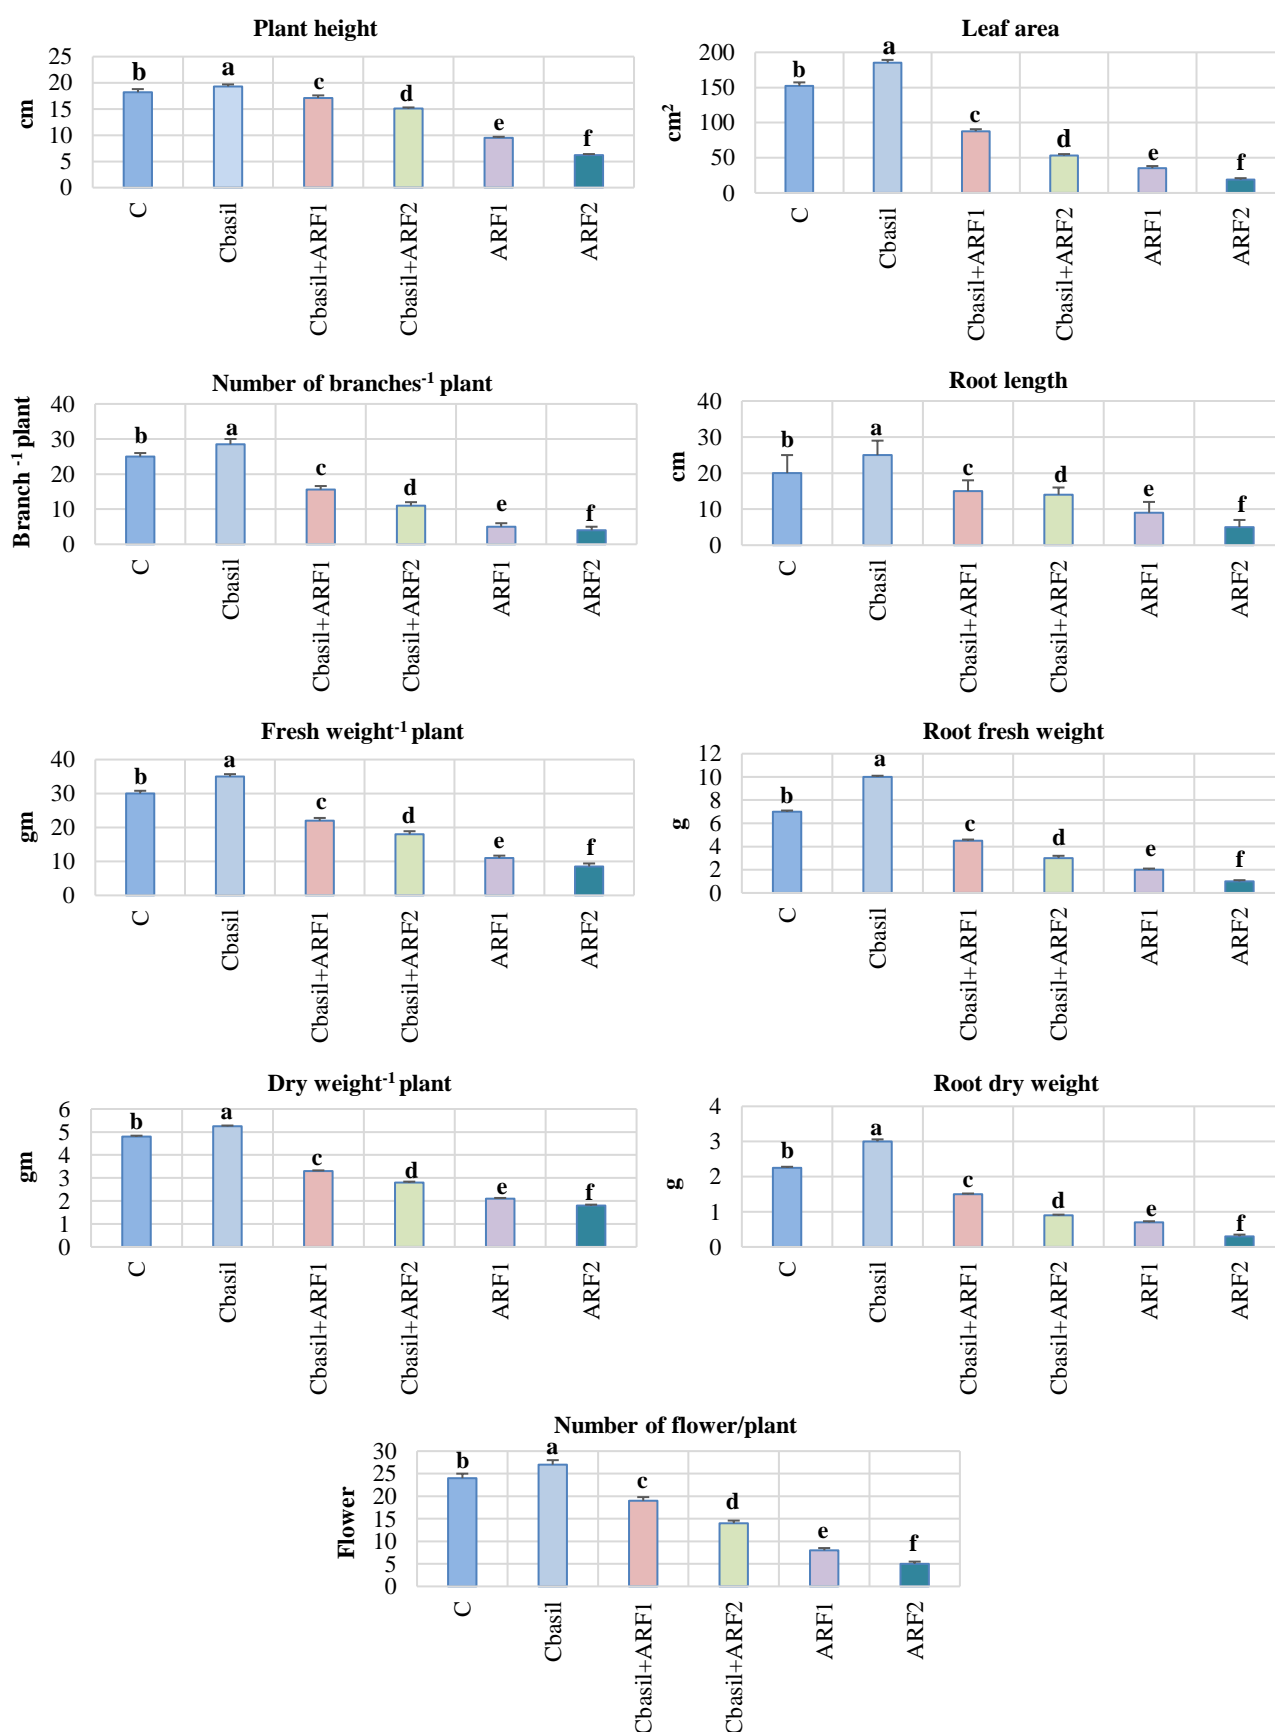 Plant height
25
20
15
10
5
0
cm
b
a
c
d
e
f
C
Cbasil
Cbasil+ARF1
Cbasil+ARF2
ARF1
ARF2
Leaf area
200
150
100
50
0
cm²
b
a
c
d
e
f
C
Cbasil
Cbasil+ARF1
Cbasil+ARF2
ARF1
ARF2
Number of branches⁻¹ plant
40
30
20
10
0
Branch ⁻¹ plant
b
a
c
d
e
f
C
Cbasil
Cbasil+ARF1
Cbasil+ARF2
ARF1
ARF2
Root length
40
30
20
10
0
cm
b
a
c
d
e
f
C
Cbasil
Cbasil+ARF1
Cbasil+ARF2
ARF1
ARF2
Fresh weight⁻¹ plant
40
30
20
10
0
gm
b
a
c
d
e
f
C
Cbasil
Cbasil+ARF1
Cbasil+ARF2
ARF1
ARF2
Root fresh weight
12
10
8
6
4
2
0
g
b
a
c
d
e
f
C
Cbasil
Cbasil+ARF1
Cbasil+ARF2
ARF1
ARF2
Dry weight⁻¹ plant
6
5
4
3
2
1
0
gm
b
a
c
d
e
f
C
Cbasil
Cbasil+ARF1
Cbasil+ARF2
ARF1
ARF2
Root dry weight
4
3
2
1
0
g
b
a
c
d
e
f
C
Cbasil
Cbasil+ARF1
Cbasil+ARF2
ARF1
ARF2
Number of flower/plant
30
25
20
15
10
5
0
Flower
b
a
c
d
e
f
C
Cbasil
Cbasil+ARF1
Cbasil+ARF2
ARF1
ARF2